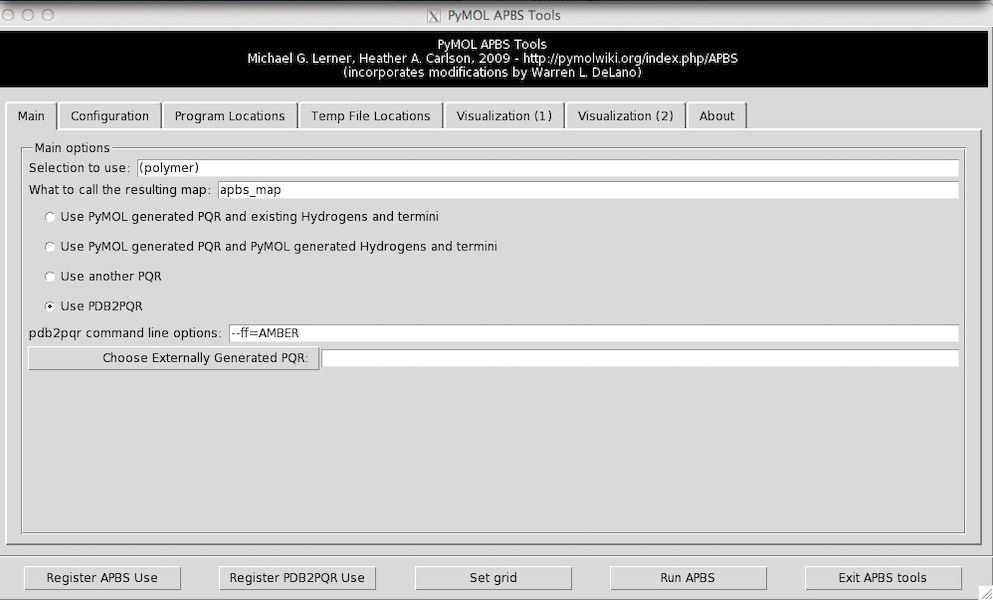 PyMOL APBS Tools
PyMOL APBS Tools
Michael G. Lerner, Heather A. Carlson, 2009 - http://pymolwiki.org/index.php/APBS
(incorporates modifications by Warren L. DeLano)
Main Configuration Program Locations Temp File Locations Visualization (1) Visualization (2) About
Main options
Selection to use: (polymer)
What to call the resulting map: apbs_map
Use PyMOL generated PQR and existing Hydrogens and termini
Use PyMOL generated PQR and PyMOL generated Hydrogens and termini
Use another PQR
Use PDB2PQR
pdb2pqr command line options: --ff=AMBER
Choose Externally Generated PQR:
Register APBS Use Register PDB2PQR Use Set grid Run APBS Exit APBS tools